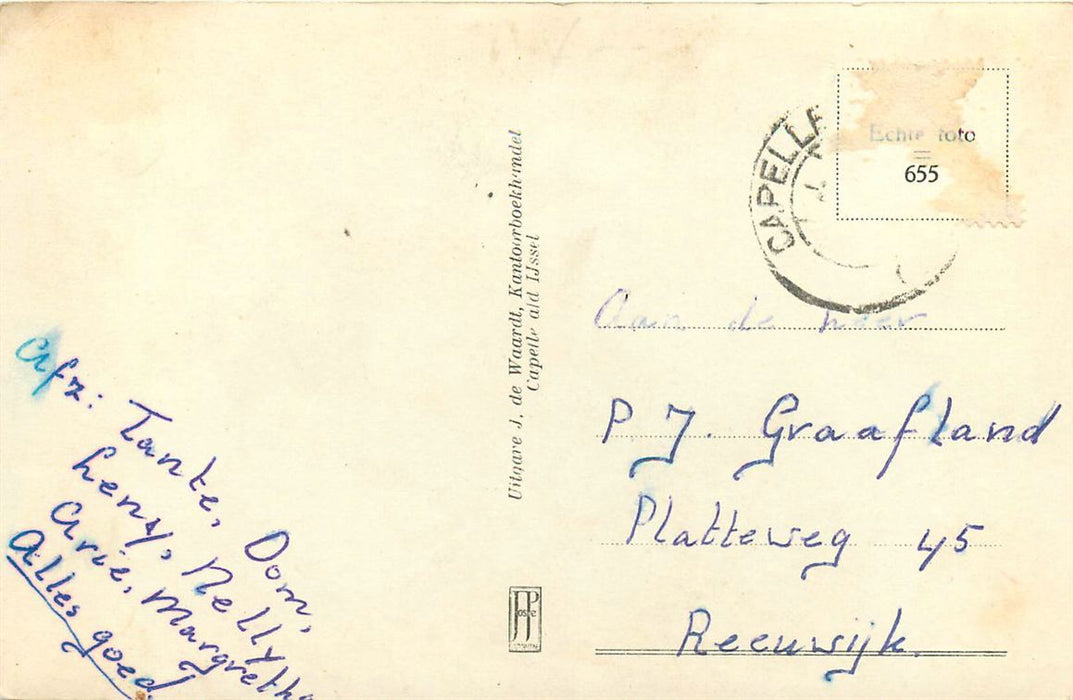 Afz: Tante, Oom,
Leny, Nelly
Arie, Margretha
Alles goed
Uitgave J. de Waardt, Kantoorboekhandel
Capelle a/d IJssel
CAPELLE
Echte foto
=
655
Aan de heer
P J. Graafland
Platteweg 45
Reeuwijk.